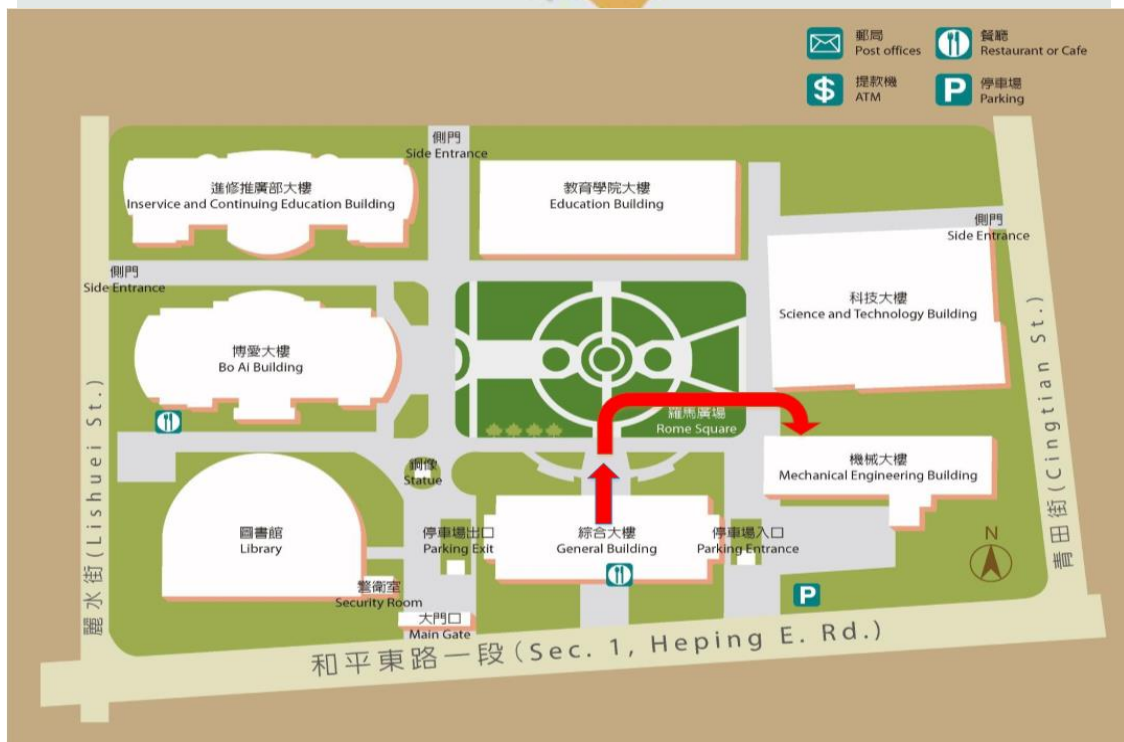 郵局
Post offices
餐廳
Restaurant or Cafe
$
提款機
ATM
P
停車場
Parking
側門
Side Entrance
進修推廣部大樓
Inservice and Continuing Education Building
教育學院大樓
Education Building
側門
Side Entrance
側門
Side Entrance
科技大樓
Science and Technology Building
博愛大樓
Bo Ai Building
羅馬廣場
Rome Square
機械大樓
Mechanical Engineering Building
銅像
Statue
圖書館
Library
停車場出口
Parking Exit
綜合大樓
General Building
停車場入口
Parking Entrance
N
警衛室
Security Room
P
大門口
Main Gate
麗水街(Lishuei St.)
青田街(Cingtian St.)
和平東路一段(Sec. 1, Heping E. Rd.)